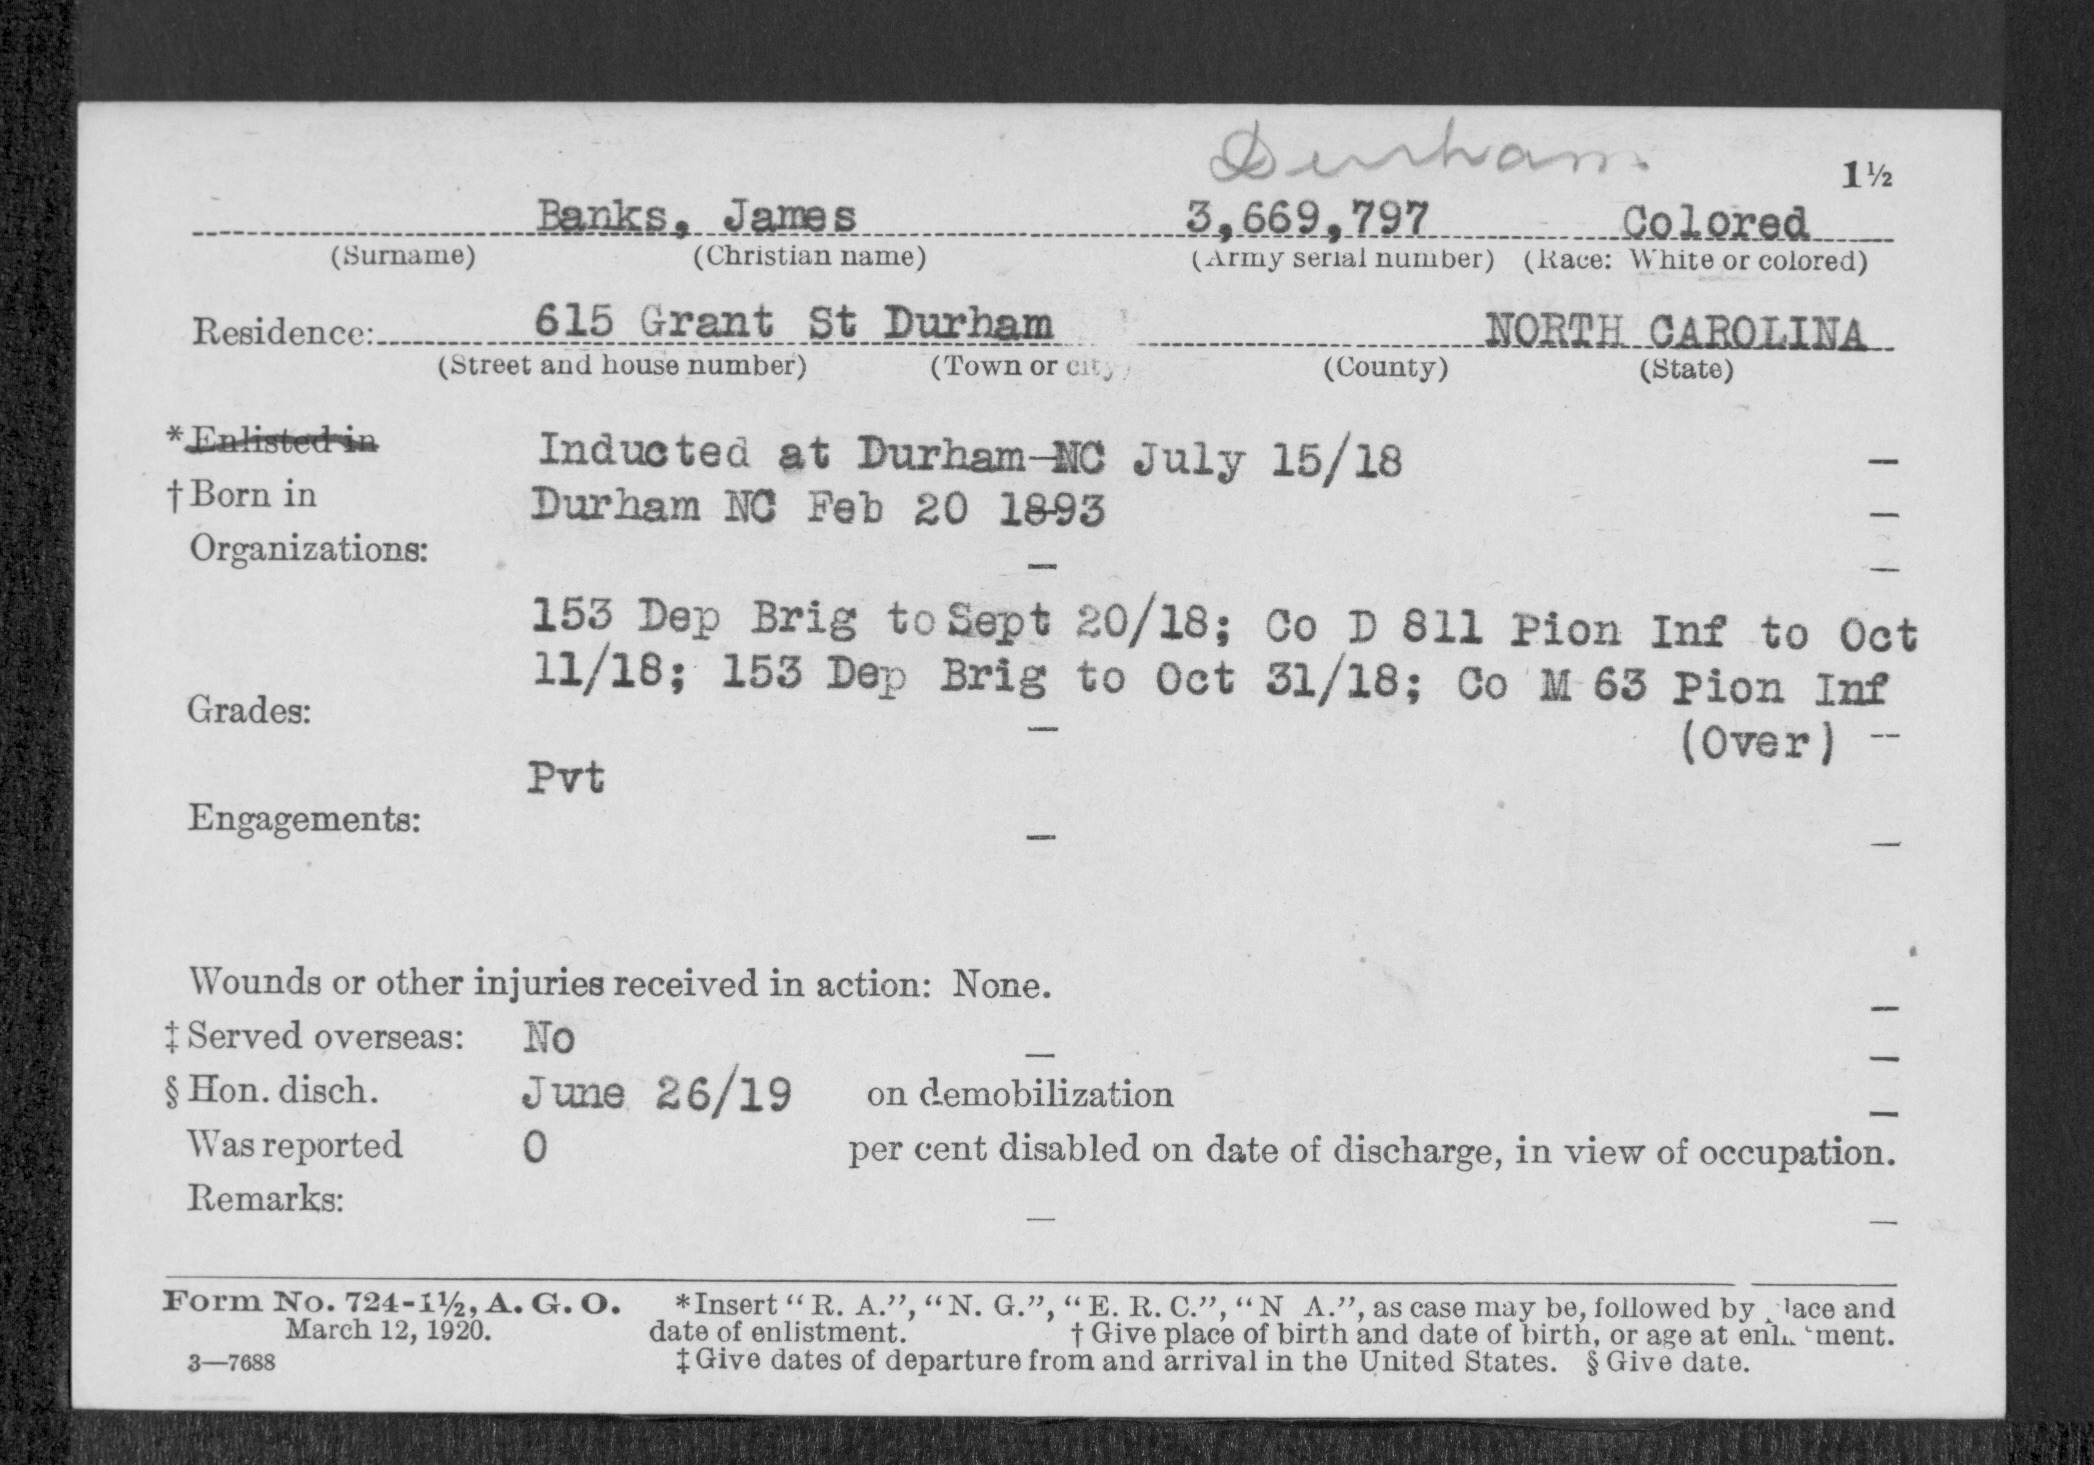 Durham.
1½
Banks, James 3,669,797 Colored
(Surname) (Christian name) (Army serial number) (Race: White or colored)
Residence: 615 Grant St Durham NORTH CAROLINA
(Street and house number) (Town or city) (County) (State)
*Enlisted in Inducted at Durham NC July 15/18
†Born in Durham NC Feb 20 1893
Organizations:
153 Dep Brig to Sept 20/18; Co D 811 Pion Inf to Oct
11/18; 153 Dep Brig to Oct 31/18; Co M 63 Pion Inf
Grades:
(Over)
Pvt
Engagements:
Wounds or other injuries received in action: None.
‡Served overseas: No
§Hon. disch. June 26/19 on demobilization
Was reported 0 per cent disabled on date of discharge, in view of occupation.
Remarks:
Form No. 724-1½, A. G. O. *Insert "R. A.", "N. G.", "E. R. C.", "N A.", as case may be, followed by place and
March 12, 1920. date of enlistment. †Give place of birth and date of birth, or age at enlistment.
3—7688 ‡Give dates of departure from and arrival in the United States. §Give date.